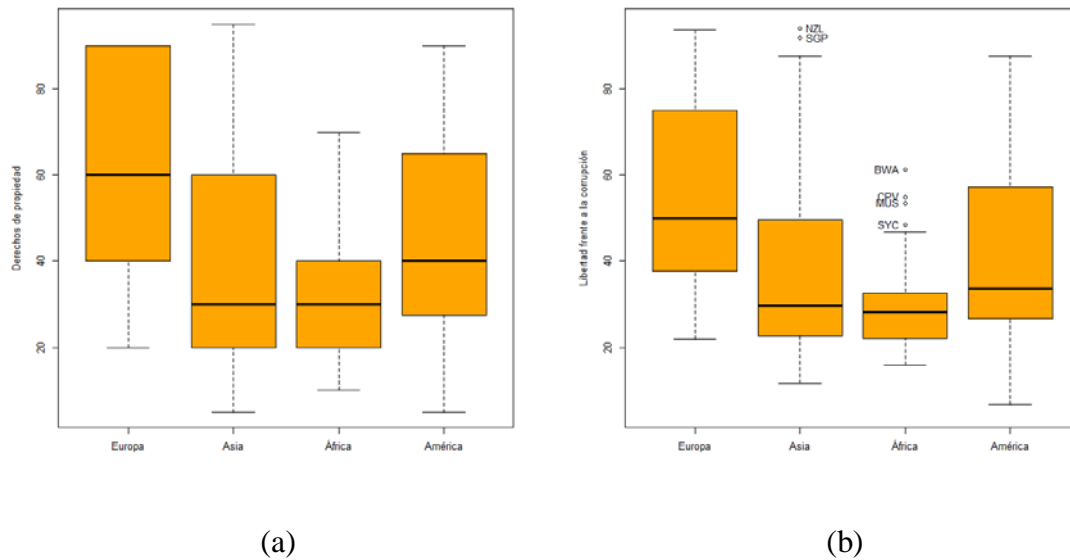 Derechos de propiedad
80
60
40
20
Europa Asia África América
(a)
Libertad frente a la corrupción
80
60
40
20
NZL
SGP
BWA
CPV
MUS
SYC
Europa Asia África América
(b)